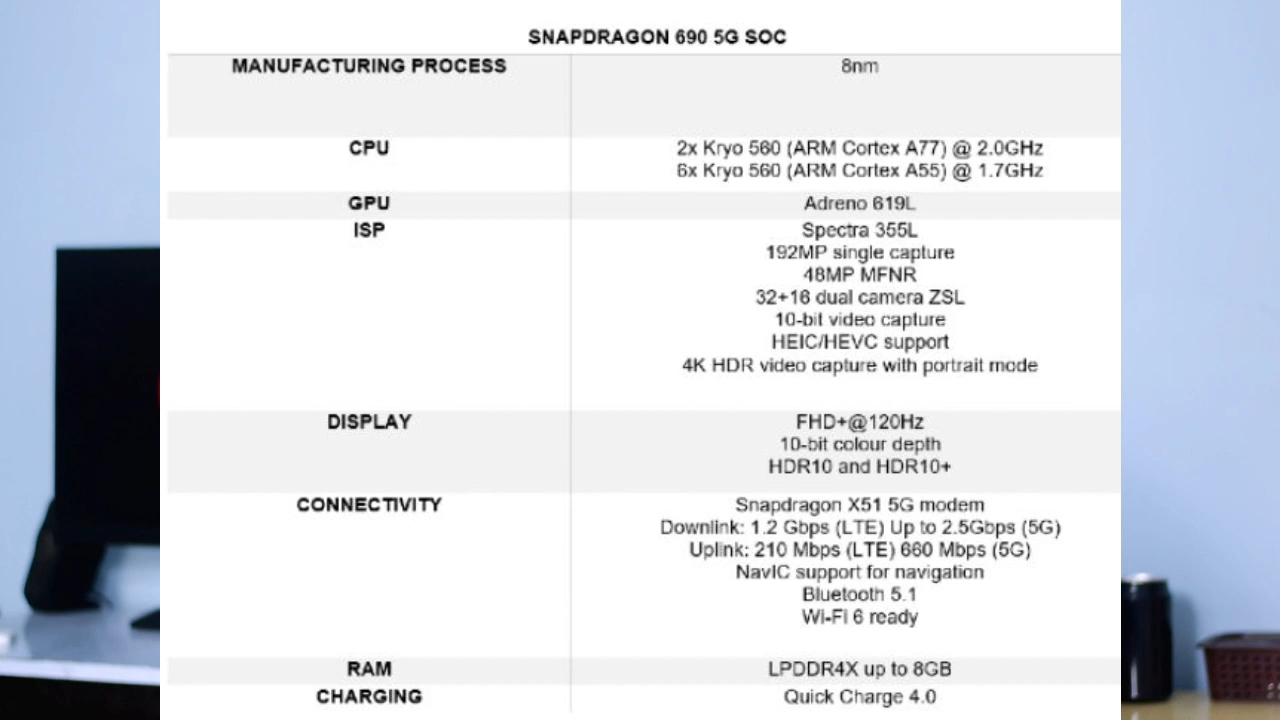 SNAPDRAGON 690 5G SOC
MANUFACTURING PROCESS 8nm
CPU 2x Kryo 560 (ARM Cortex A77) @ 2.0GHz
6x Kryo 560 (ARM Cortex A55) @ 1.7GHz
GPU Adreno 619L
ISP Spectra 355L
192MP single capture
48MP MFNR
32+16 dual camera ZSL
10-bit video capture
HEIC/HEVC support
4K HDR video capture with portrait mode
DISPLAY FHD+@120Hz
10-bit colour depth
HDR10 and HDR10+
CONNECTIVITY Snapdragon X51 5G modem
Downlink: 1.2 Gbps (LTE) Up to 2.5Gbps (5G)
Uplink: 210 Mbps (LTE) 660 Mbps (5G)
NavIC support for navigation
Bluetooth 5.1
Wi-Fi 6 ready
RAM LPDDR4X up to 8GB
CHARGING Quick Charge 4.0